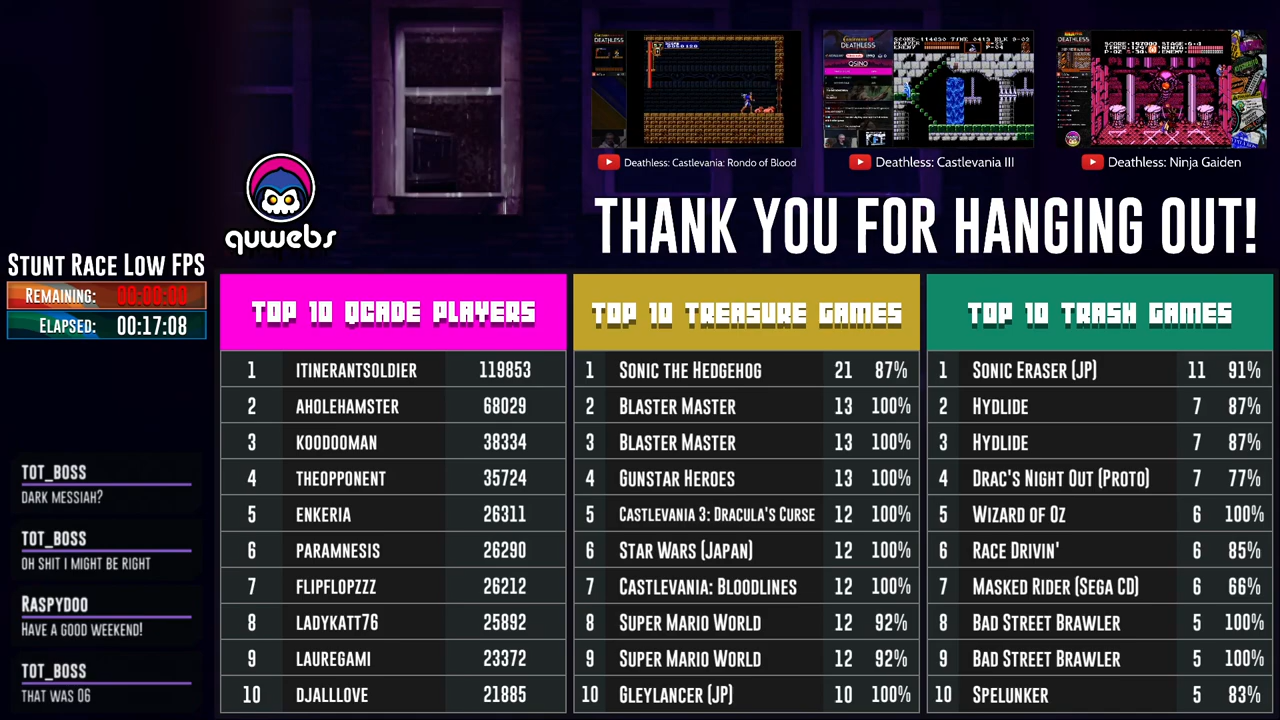 Deathless: Castlevania: Rondo of Blood
Deathless: Castlevania III
Deathless: Ninja Gaiden
quwebs
THANK YOU FOR HANGING OUT!
STUNT RACE LOW FPS
REMAINING: 00:00:00
ELAPSED: 00:17:08
TOT_BOSS
DARK MESSIAH?
TOT_BOSS
OH SHIT I MIGHT BE RIGHT
RASPYDOO
HAVE A GOOD WEEKEND!
TOT_BOSS
THAT WAS 06
TOP 10 QCADE PLAYERS
1 ITINERANTSOLDIER 119853
2 AHOLEHAMSTER 68029
3 KOODOOMAN 38334
4 THEOPPONENT 35724
5 ENKERIA 26311
6 PARAMNESIS 26290
7 FLIPFLOPZZZ 26212
8 LADYKATT76 25892
9 LAUREGAMI 23372
10 DJALLLOVE 21885
TOP 10 TREASURE GAMES
1 SONIC THE HEDGEHOG 21 87%
2 BLASTER MASTER 13 100%
3 BLASTER MASTER 13 100%
4 GUNSTAR HEROES 13 100%
5 CASTLEVANIA 3: DRACULA'S CURSE 12 100%
6 STAR WARS (JAPAN) 12 100%
7 CASTLEVANIA: BLOODLINES 12 100%
8 SUPER MARIO WORLD 12 92%
9 SUPER MARIO WORLD 12 92%
10 GLEYLANCER (JP) 10 100%
TOP 10 TRASH GAMES
1 SONIC ERASER (JP) 11 91%
2 HYDLIDE 7 87%
3 HYDLIDE 7 87%
4 DRAC'S NIGHT OUT (PROTO) 7 77%
5 WIZARD OF OZ 6 100%
6 RACE DRIVIN' 6 85%
7 MASKED RIDER (SEGA CD) 6 66%
8 BAD STREET BRAWLER 5 100%
9 BAD STREET BRAWLER 5 100%
10 SPELUNKER 5 83%